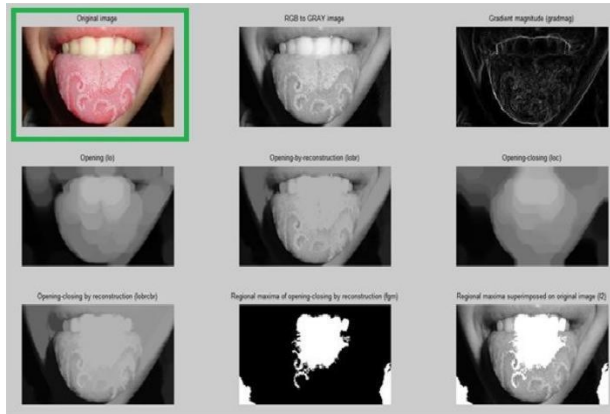 Original image
RGB to GRAY image
Gradient magnitude (gradmag)
Opening (Io)
Opening-by-reconstruction (Iobr)
Opening-closing (Ioc)
Opening-closing by reconstruction (Iobrcbr)
Regional maxima of opening-closing by reconstruction (fgm)
Regional maxima superimposed on original image (I2)